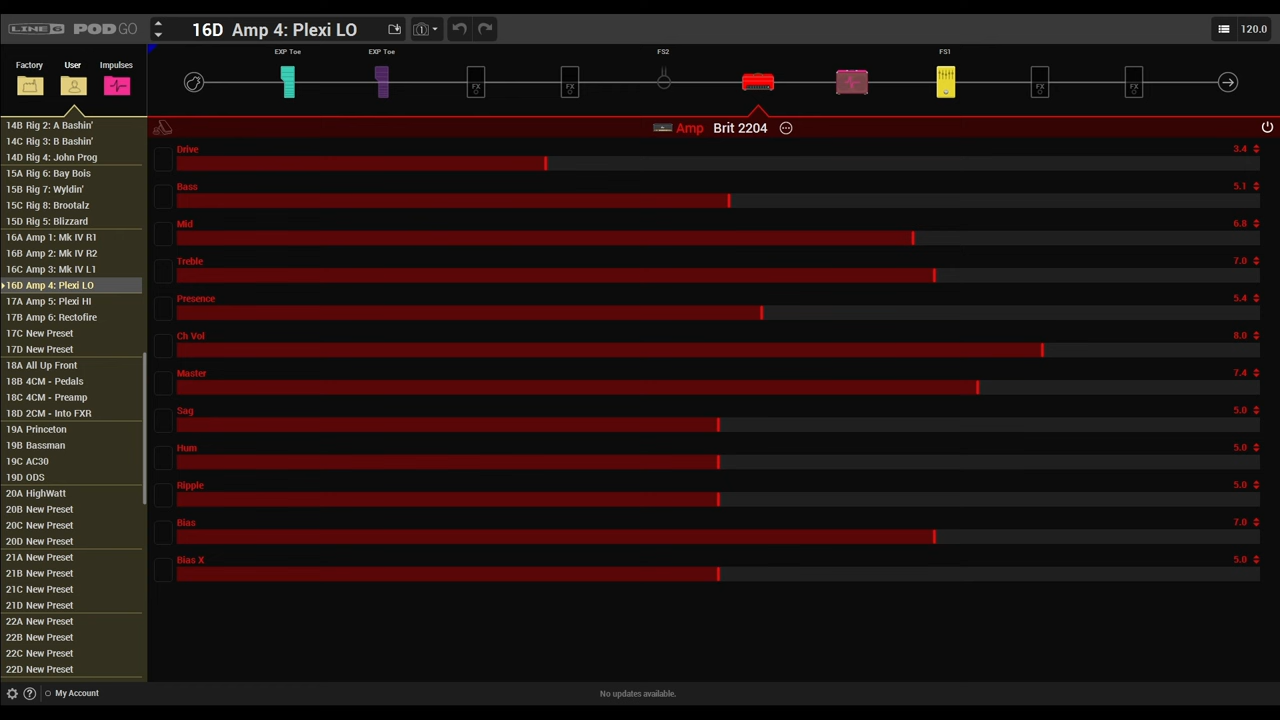 LINE 6 POD GO
16D Amp 4: Plexi LO
1
120.0
Factory
User
Impulses
EXP Toe
EXP Toe
FX
FX
FS2
FS1
FX
FX
Amp Brit 2204
14B Rig 2: A Bashin'
14C Rig 3: B Bashin'
14D Rig 4: John Prog
15A Rig 6: Bay Bois
15B Rig 7: Wyldin'
15C Rig 8: Brootalz
15D Rig 5: Blizzard
16A Amp 1: Mk IV R1
16B Amp 2: Mk IV R2
16C Amp 3: Mk IV L1
16D Amp 4: Plexi LO
17A Amp 5: Plexi HI
17B Amp 6: Rectofire
17C New Preset
17D New Preset
18A All Up Front
18B 4CM - Pedals
18C 4CM - Preamp
18D 2CM - Into FXR
19A Princeton
19B Bassman
19C AC30
19D ODS
20A HighWatt
20B New Preset
20C New Preset
20D New Preset
21A New Preset
21B New Preset
21C New Preset
21D New Preset
22A New Preset
22B New Preset
22C New Preset
22D New Preset
Drive 3.4
Bass 5.1
Mid 6.8
Treble 7.0
Presence 5.4
Ch Vol 8.0
Master 7.4
Sag 5.0
Hum 5.0
Ripple 5.0
Bias 7.0
Bias X 5.0
? My Account
No updates available.